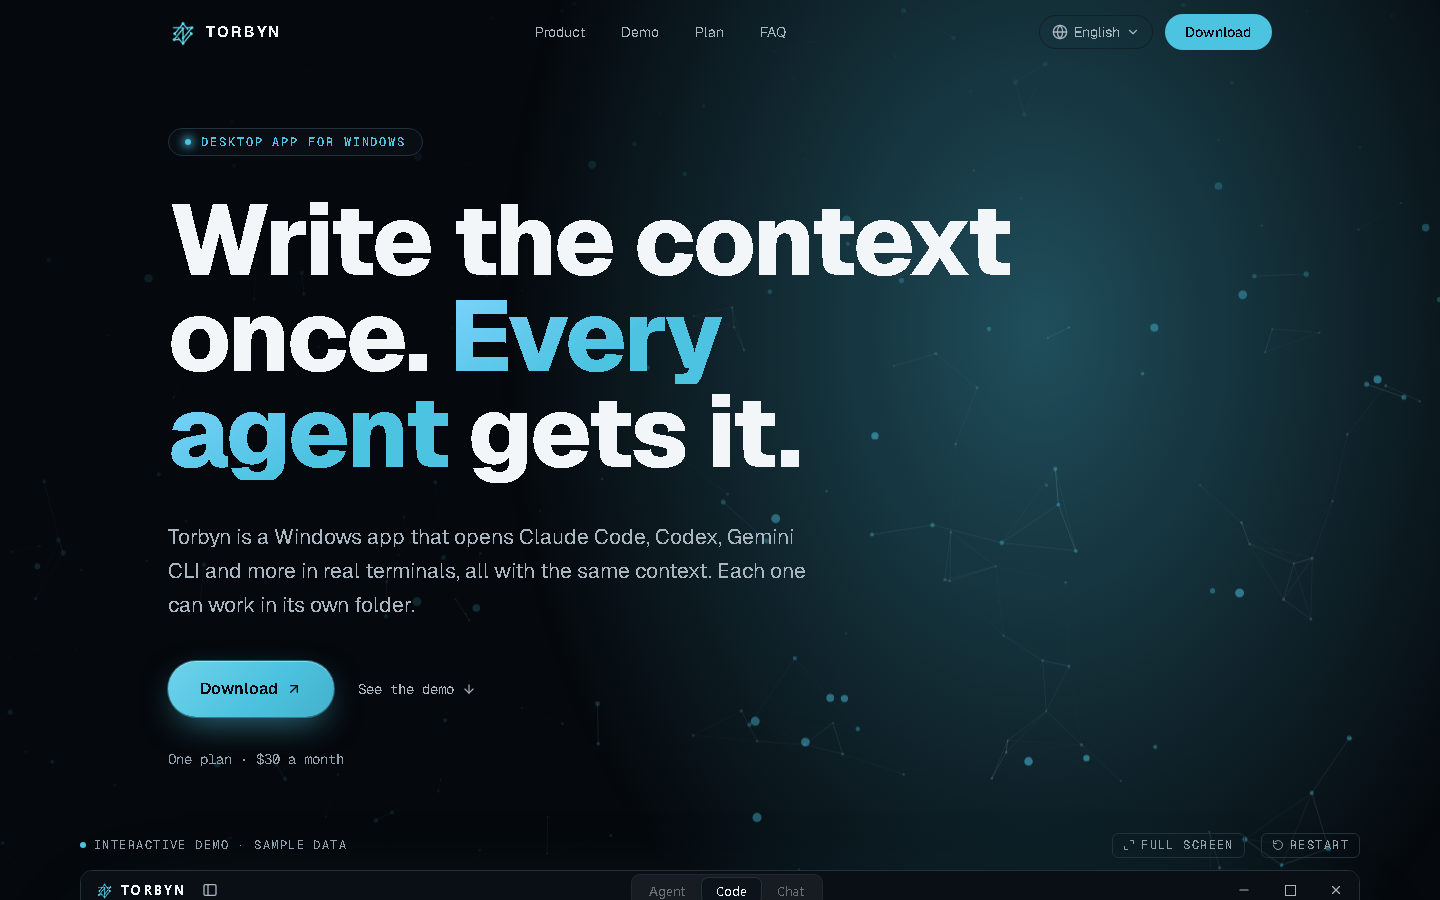 TORBYN
Product
Demo
Plan
FAQ
English
Download
DESKTOP APP FOR WINDOWS
Write the context
once. Every
agent gets it.
Torbyn is a Windows app that opens Claude Code, Codex, Gemini
CLI and more in real terminals, all with the same context. Each one
can work in its own folder.
Download
See the demo
One plan · $30 a month
INTERACTIVE DEMO · SAMPLE DATA
FULL SCREEN
RESTART
TORBYN
Agent
Code
Chat